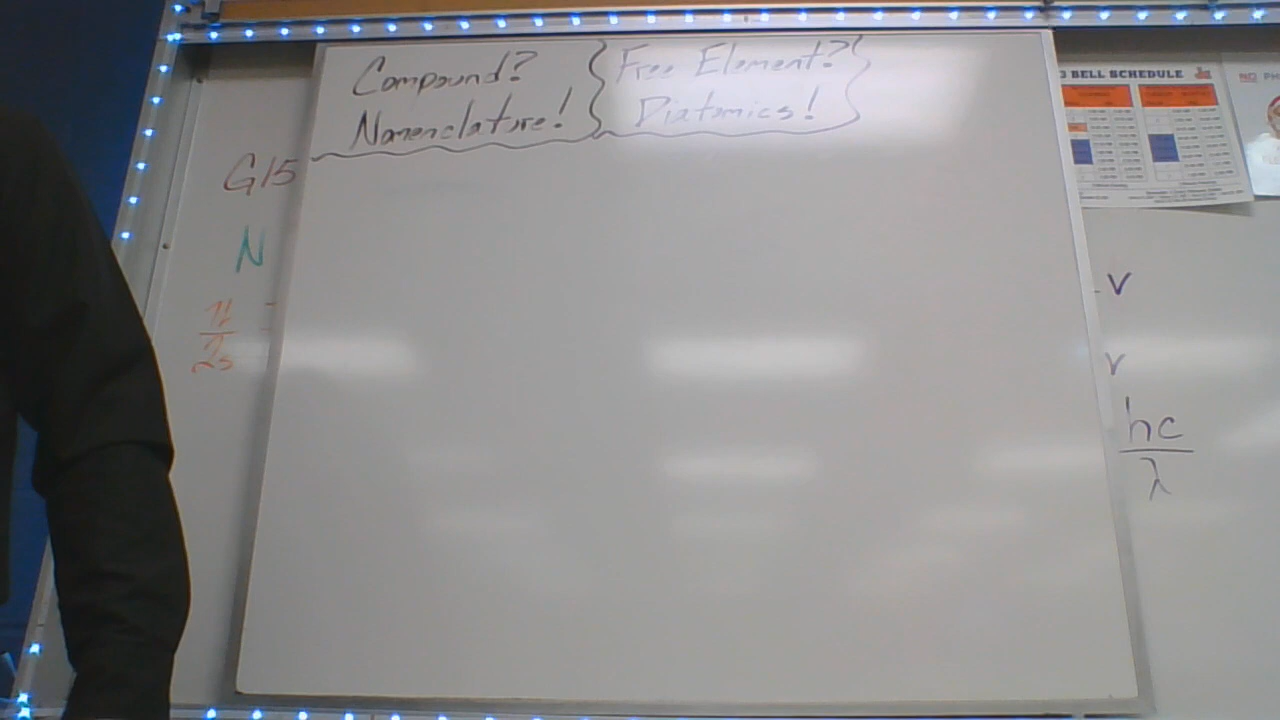 Compound?
Nomenclature!
Free Element?
Diatomics!
G15
N
BELL SCHEDULE
v
v
hc
λ